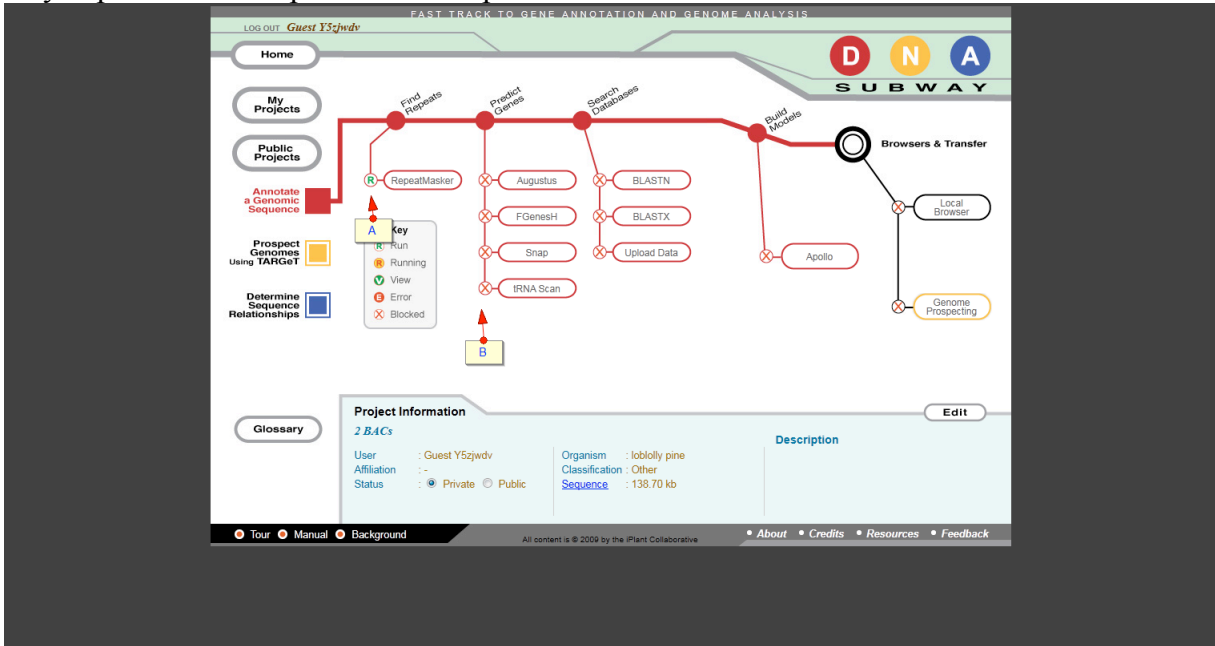 FAST TRACK TO GENE ANNOTATION AND GENOME ANALYSIS
LOG OUT Guest Y5zjwdv
Home
D N A
SUBWAY
My
Projects
Public
Projects
Find
Repeats
Predict
Genes
Search
Databases
Build
Models
Browsers & Transfer
Annotate
a Genomic
Sequence
R RepeatMasker
X Augustus
X BLASTN
X FGenesH
X BLASTX
X Snap
X Upload Data
X tRNA Scan
X Apollo
X Local
Browser
X Genome
Prospecting
A
Key
R Run
R Running
V View
E Error
X Blocked
B
Prospect
Genomes
Using TARGeT
Determine
Sequence
Relationships
Glossary
Project Information
Edit
2 BACs
Description
User : Guest Y5zjwdv
Organism : loblolly pine
Affiliation : -
Classification : Other
Status : Private Public
Sequence : 138.70 kb
Tour Manual Background
All content is © 2009 by the iPlant Collaborative
• About • Credits • Resources • Feedback